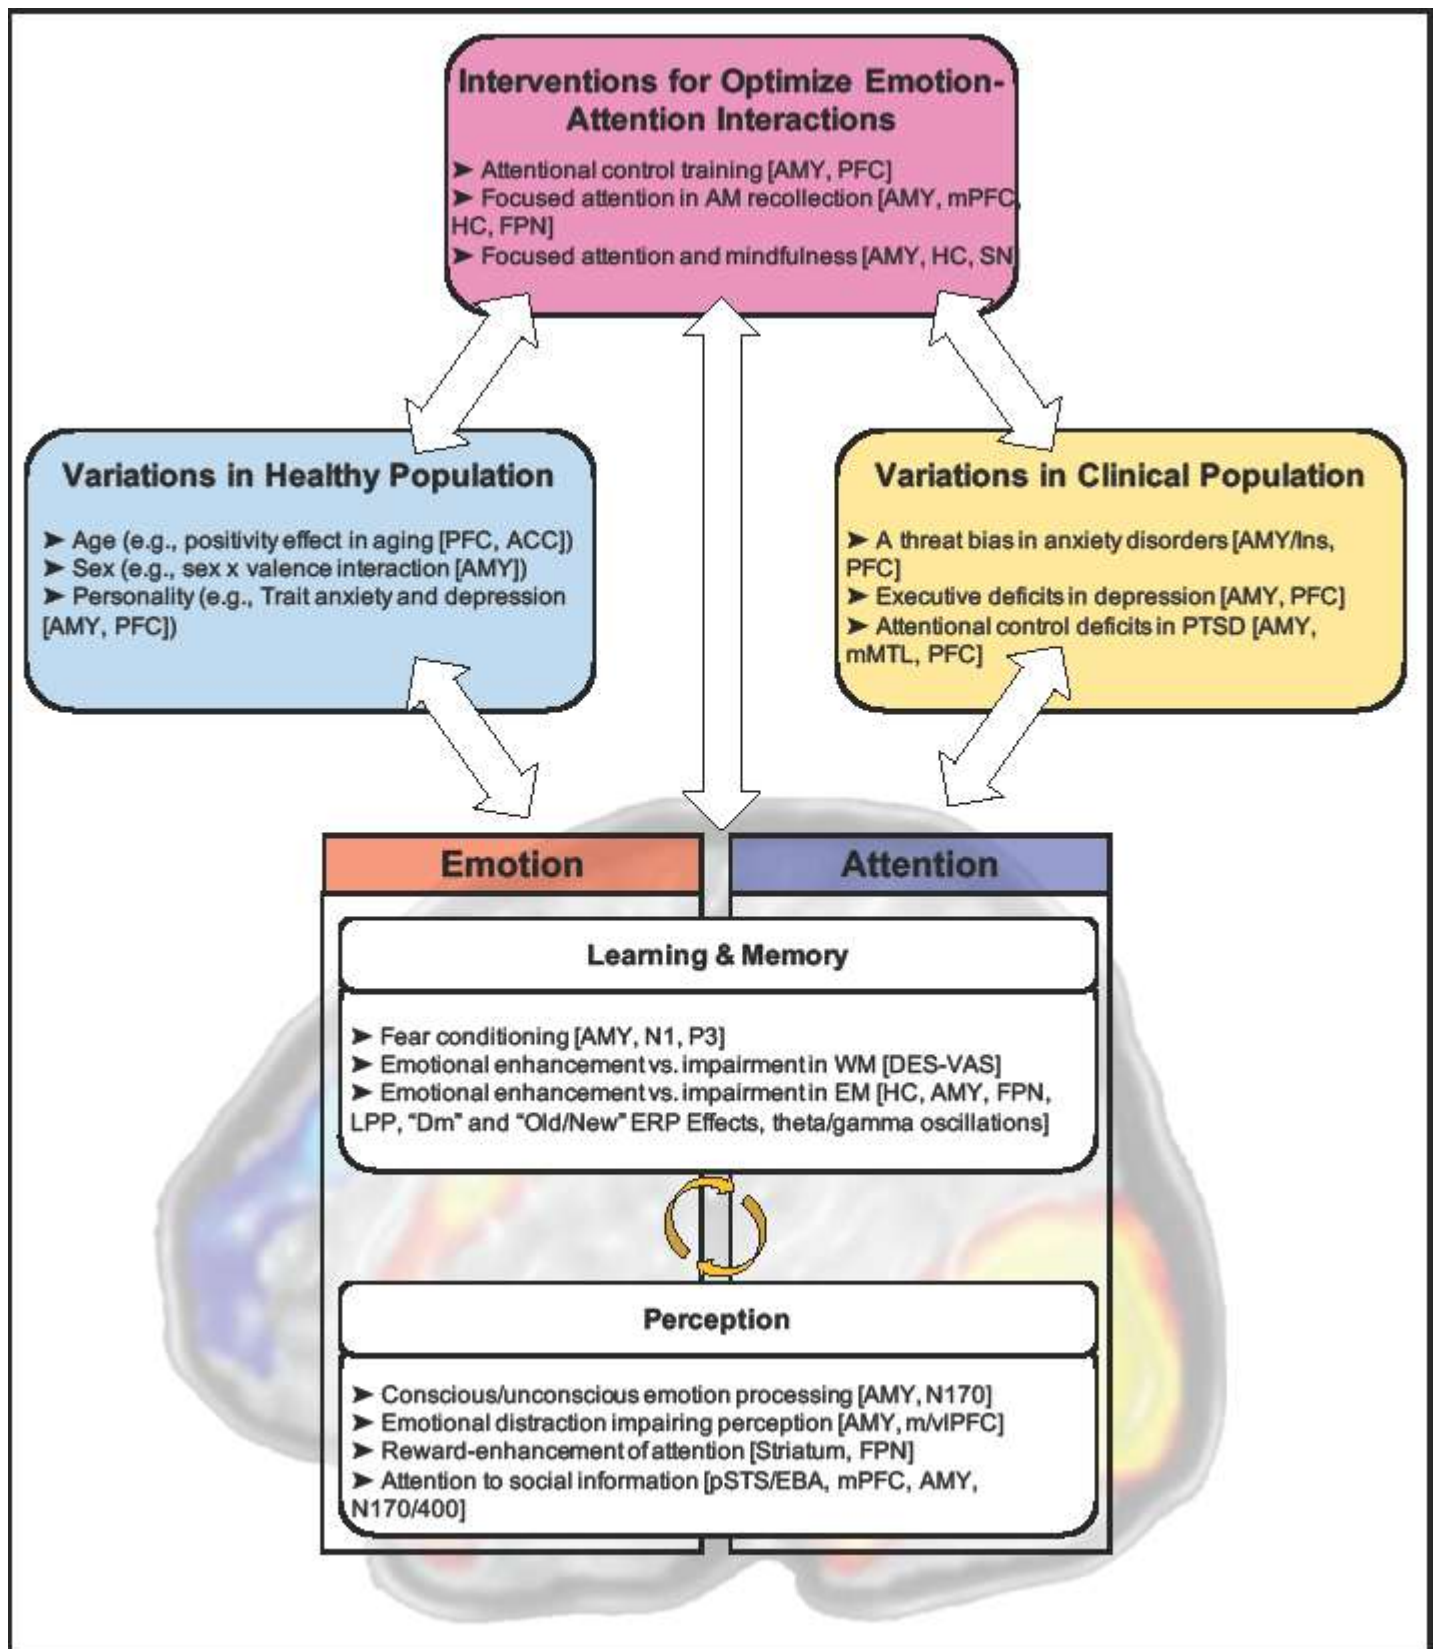 Interventions for Optimize Emotion-
Attention Interactions
➤ Attentional control training [AMY, PFC]
➤ Focused attention in AM recollection [AMY, mPFC,
HC, FPN]
➤ Focused attention and mindfulness [AMY, HC, SN]
Variations in Healthy Population
➤ Age (e.g., positivity effect in aging [PFC, ACC])
➤ Sex (e.g., sex x valence interaction [AMY])
➤ Personality (e.g., Trait anxiety and depression
[AMY, PFC])
Variations in Clinical Population
➤ A threat bias in anxiety disorders [AMY/Ins,
PFC]
➤ Executive deficits in depression [AMY, PFC]
➤ Attentional control deficits in PTSD [AMY,
mMTL, PFC]
Emotion
Attention
Learning & Memory
➤ Fear conditioning [AMY, N1, P3]
➤ Emotional enhancement vs. impairment in WM [DES-VAS]
➤ Emotional enhancement vs. impairment in EM [HC, AMY, FPN,
LPP, “Dm” and “Old/New” ERP Effects, theta/gamma oscillations]
Perception
➤ Conscious/unconscious emotion processing [AMY, N170]
➤ Emotional distraction impairing perception [AMY, m/vlPFC]
➤ Reward-enhancement of attention [Striatum, FPN]
➤ Attention to social information [pSTS/EBA, mPFC, AMY,
N170/400]